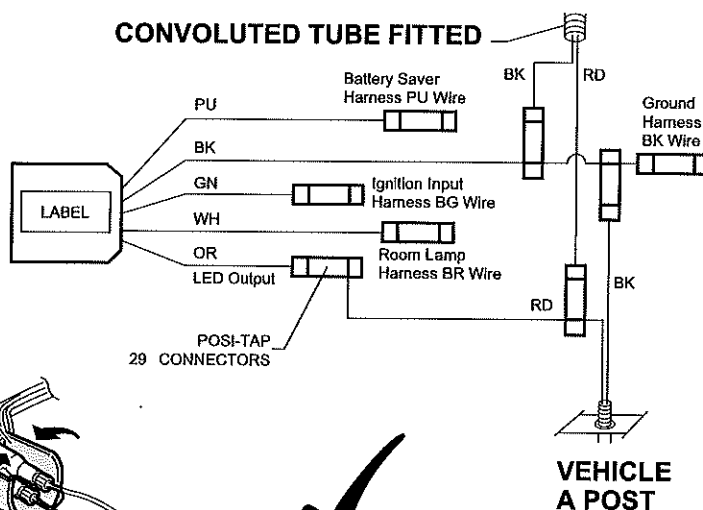 CONVOLUTED TUBE FITTED
BK
RD
Battery Saver
Harness PU Wire
PU
Ground
Harness
BK Wire
BK
GN
Ignition Input
Harness BG Wire
LABEL
WH
Room Lamp
Harness BR Wire
OR
LED Output
RD
BK
POSI-TAP
29 CONNECTORS
VEHICLE
A POST